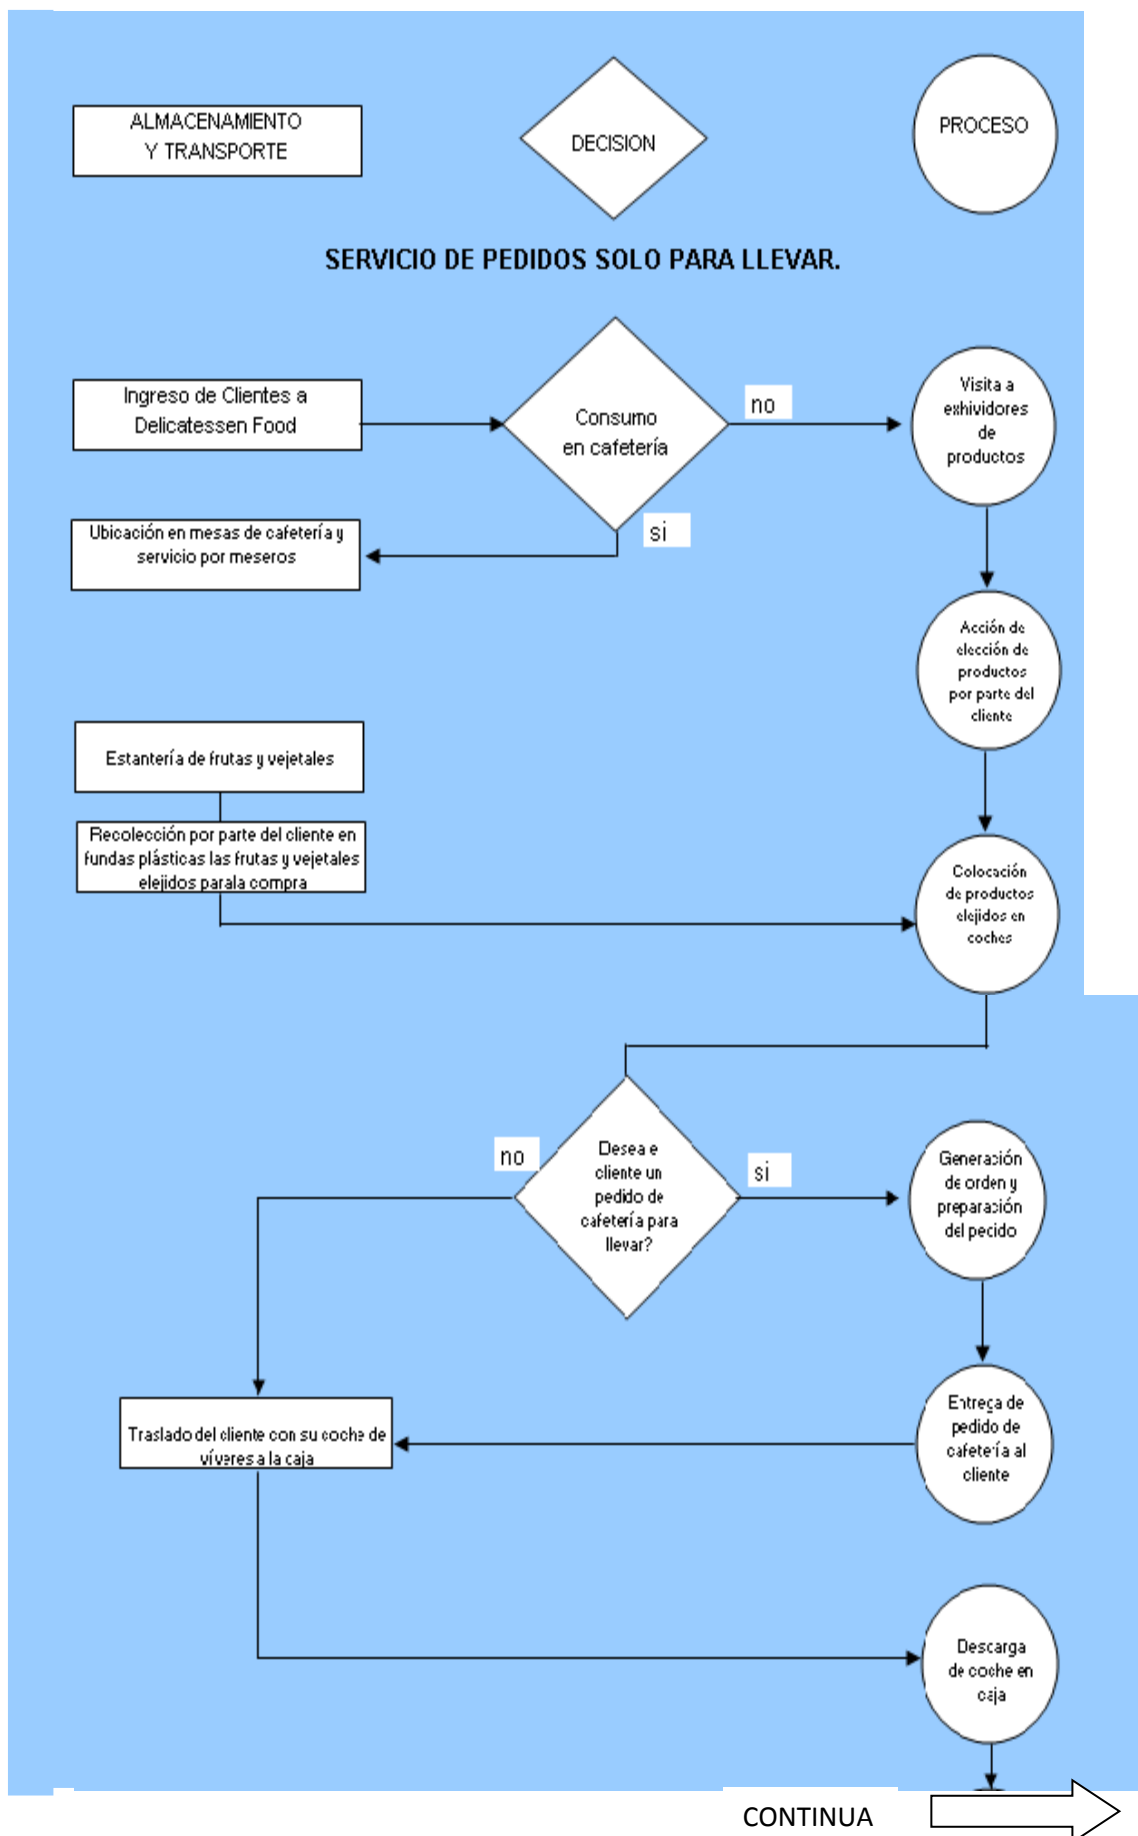 ALMACENAMIENTO
Y TRANSPORTE
DECISION
PROCESO
SERVICIO DE PEDIDOS SOLO PARA LLEVAR.
Ingreso de Clientes a
Delicatessen Food
Consumo
en cafetería
no
Visita a
exhividores
de
productos
si
Ubicación en mesas de cafetería y
servicio por meseros
Acción de
elección de
productos
por parte del
cliente
Estantería de frutas y vejetales
Recolección por parte del cliente en
fundas plásticas las frutas y vejetales
elejidos parala compra
Colocación
de productos
elejidos en
coches
no
Desea e
cliente un
pedido de
cafetería para
llevar?
si
Generación
de orden y
preparación
del pecido
Traslado del cliente con su coche de
víveres a la caja
Entrega de
pedido de
cafetería al
cliente
Descarga
de coche en
caja
CONTINUA